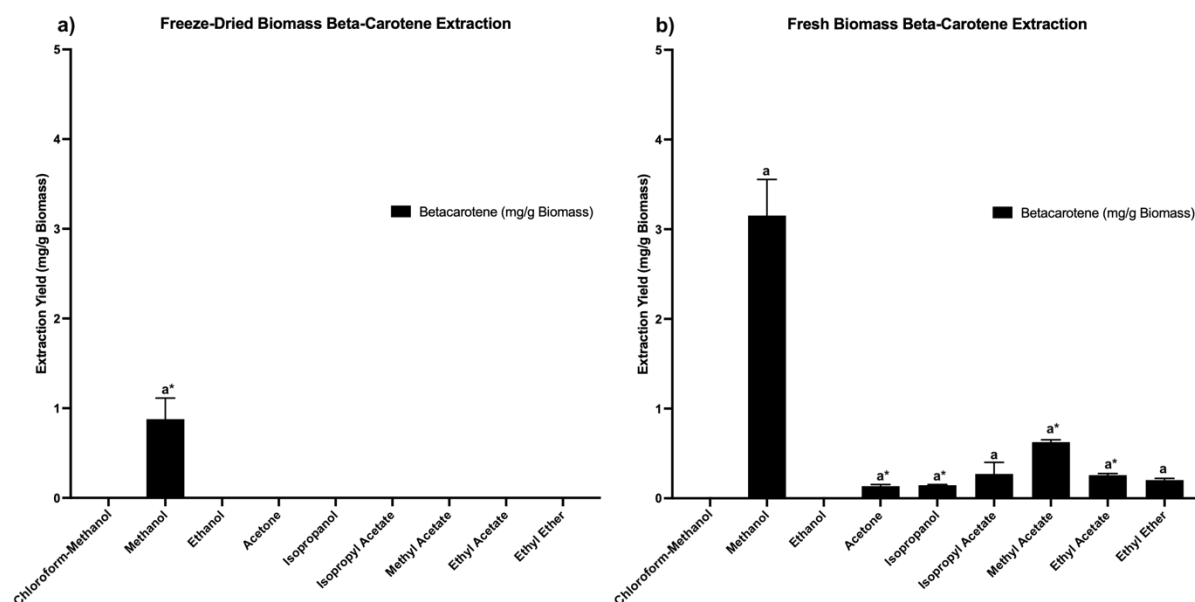 a)
Freeze-Dried Biomass Beta-Carotene Extraction
Extraction Yield (mg/g Biomass)
5
4
3
2
1
0
Betacarotene (mg/g Biomass)
a*
Chloroform-Methanol
Methanol
Ethanol
Acetone
Isopropanol
Isopropyl Acetate
Methyl Acetate
Ethyl Acetate
Ethyl Ether
b)
Fresh Biomass Beta-Carotene Extraction
Extraction Yield (mg/g Biomass)
5
4
3
2
1
0
Betacarotene (mg/g Biomass)
a
a*
a*
a
a*
a*
a
Chloroform-Methanol
Methanol
Ethanol
Acetone
Isopropanol
Isopropyl Acetate
Methyl Acetate
Ethyl Acetate
Ethyl Ether